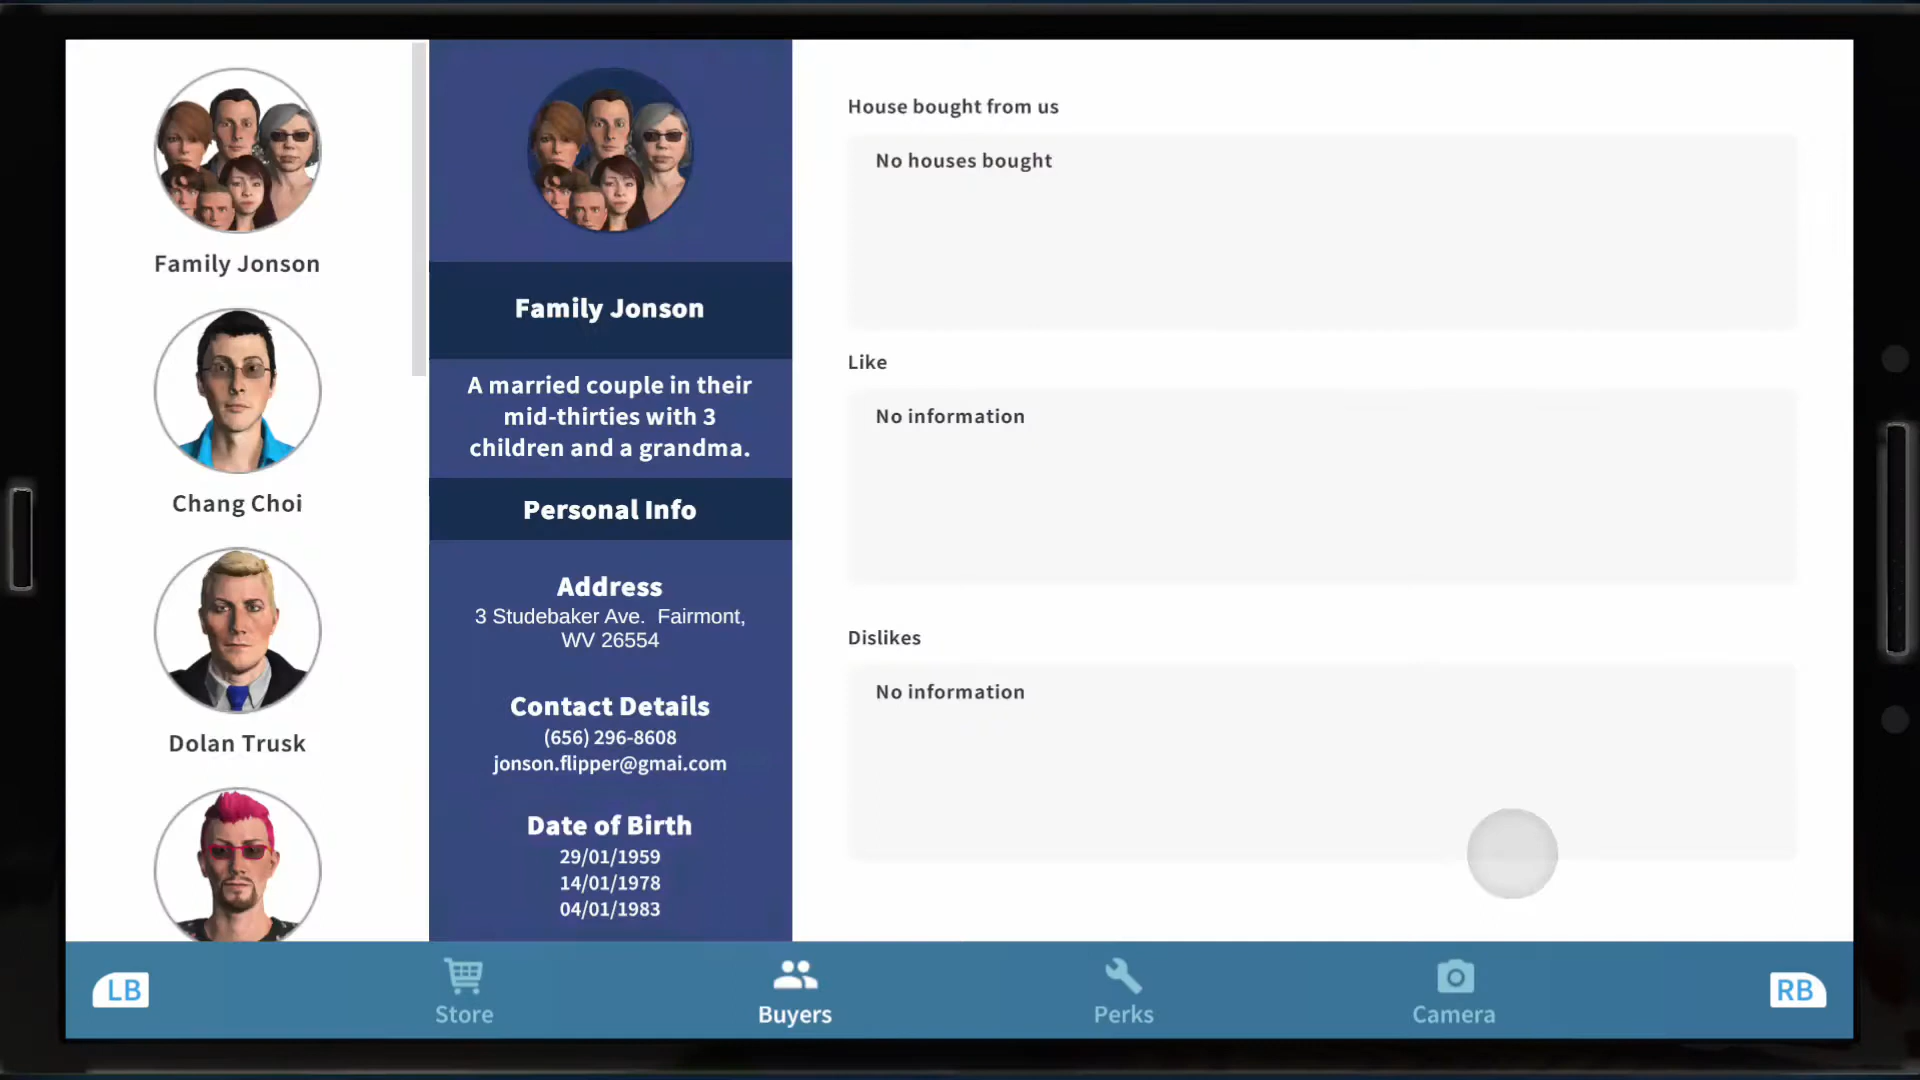 Family Jonson
Chang Choi
Dolan Trusk
Family Jonson
A married couple in their
mid-thirties with 3
children and a grandma.
Personal Info
Address
3 Studebaker Ave.  Fairmont,
WV 26554
Contact Details
(656) 296-8608
jonson.flipper@gmai.com
Date of Birth
29/01/1959
14/01/1978
04/01/1983
House bought from us
No houses bought
Like
No information
Dislikes
No information
LB
Store
Buyers
Perks
Camera
RB